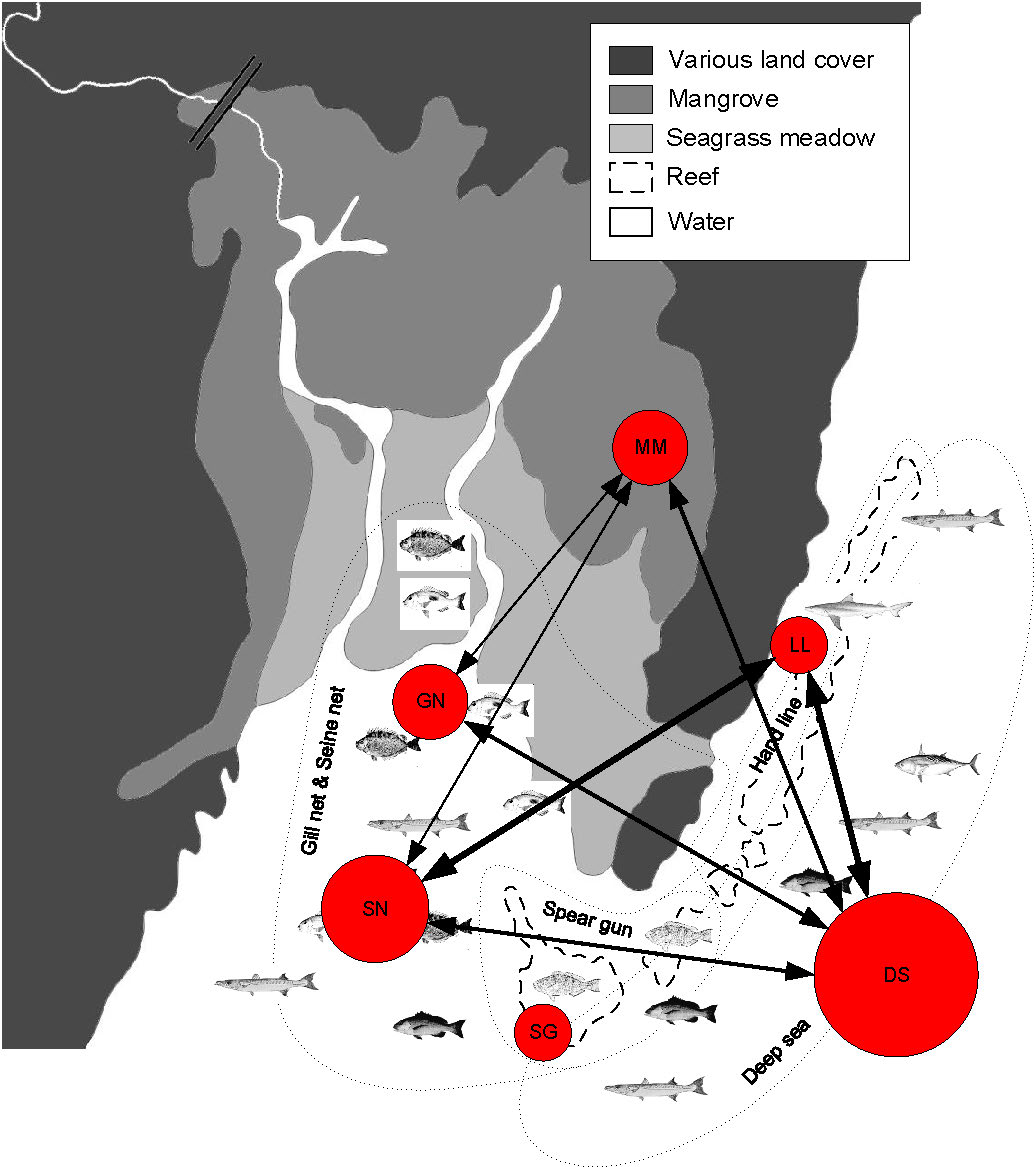 Various land cover
Mangrove
Seagrass meadow
Reef
Water
MM
LL
GN
Hand line
Gill net & Seine net
SN
Spear gun
DS
SG
Deep sea